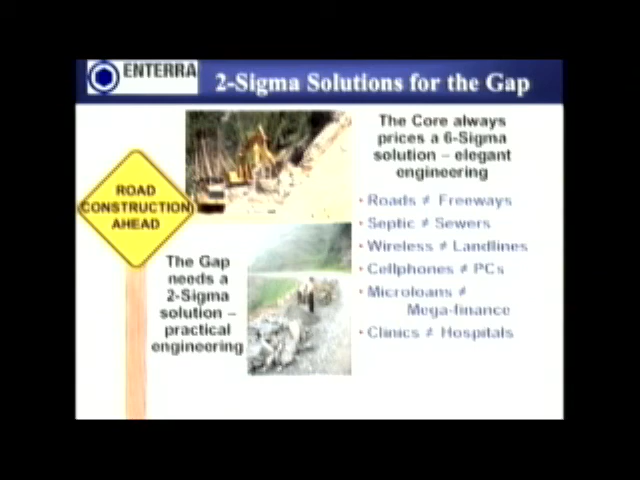 ENTERRA
2-Sigma Solutions for the Gap
The Core always
prices a 6-Sigma
solution – elegant
engineering
ROAD
CONSTRUCTION
AHEAD
• Roads ≠ Freeways
• Septic ≠ Sewers
• Wireless ≠ Landlines
• Cellphones ≠ PCs
• Microloans ≠
Mega-finance
• Clinics ≠ Hospitals
The Gap
needs a
2-Sigma
solution –
practical
engineering